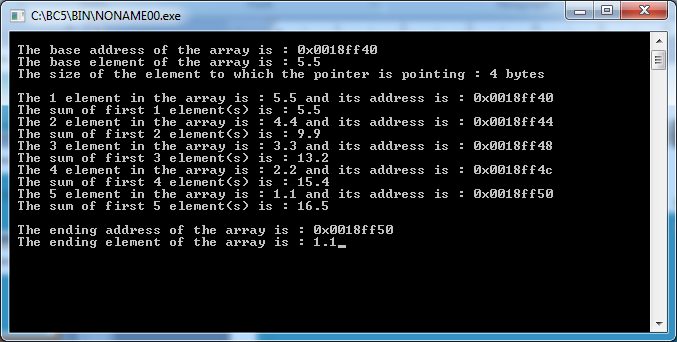 C:\BC5\BIN\NONAME00.exe
The base address of the array is : 0x0018ff40
The base element of the array is : 5.5
The size of the element to which the pointer is pointing : 4 bytes
The 1 element in the array is : 5.5 and its address is : 0x0018ff40
The sum of first 1 element(s) is : 5.5
The 2 element in the array is : 4.4 and its address is : 0x0018ff44
The sum of first 2 element(s) is : 9.9
The 3 element in the array is : 3.3 and its address is : 0x0018ff48
The sum of first 3 element(s) is : 13.2
The 4 element in the array is : 2.2 and its address is : 0x0018ff4c
The sum of first 4 element(s) is : 15.4
The 5 element in the array is : 1.1 and its address is : 0x0018ff50
The sum of first 5 element(s) is : 16.5
The ending address of the array is : 0x0018ff50
The ending element of the array is : 1.1